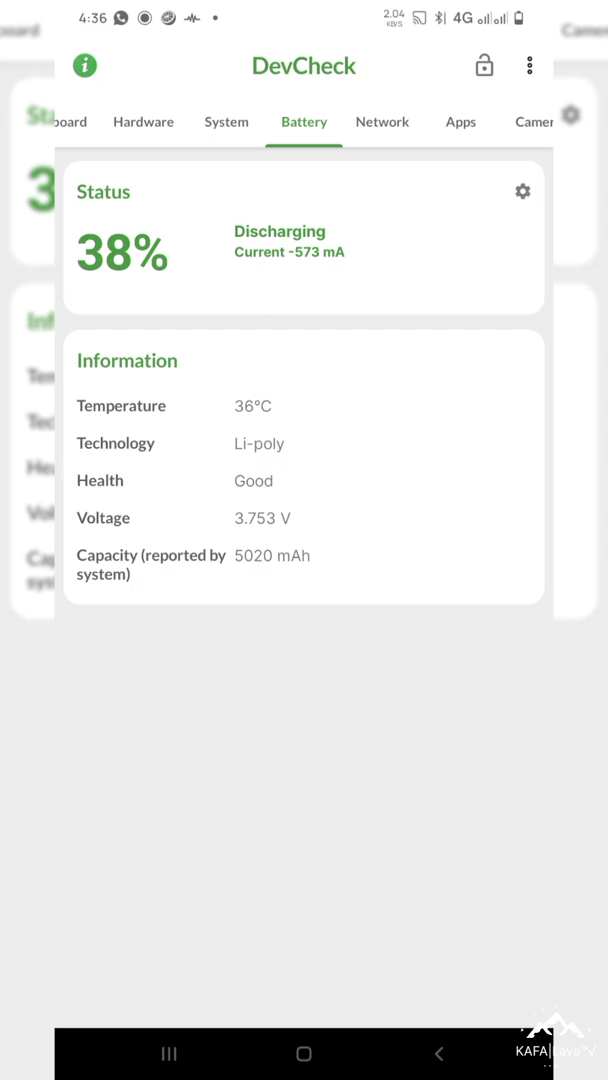 4:36 2.04 KB/S 4G
DevCheck
board Hardware System Battery Network Apps Camer
Status
38%
Discharging
Current -573 mA
Information
Temperature 36°C
Technology Li-poly
Health Good
Voltage 3.753 V
Capacity (reported by 5020 mAh
system)
KAFA|Lava TV